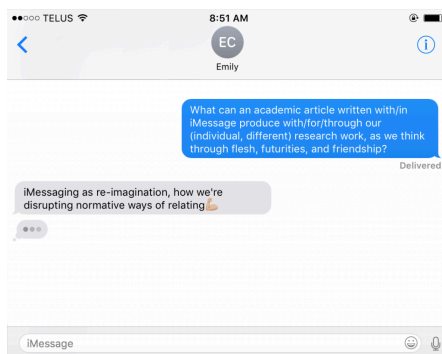 TELUS 8:51 AM
EC
Emily
What can an academic article written with/in
iMessage produce with/for/through our
(individual, different) research work, as we think
through flesh, futurities, and friendship?
Delivered
iMessaging as re-imagination, how we're
disrupting normative ways of relating💪🏼
iMessage